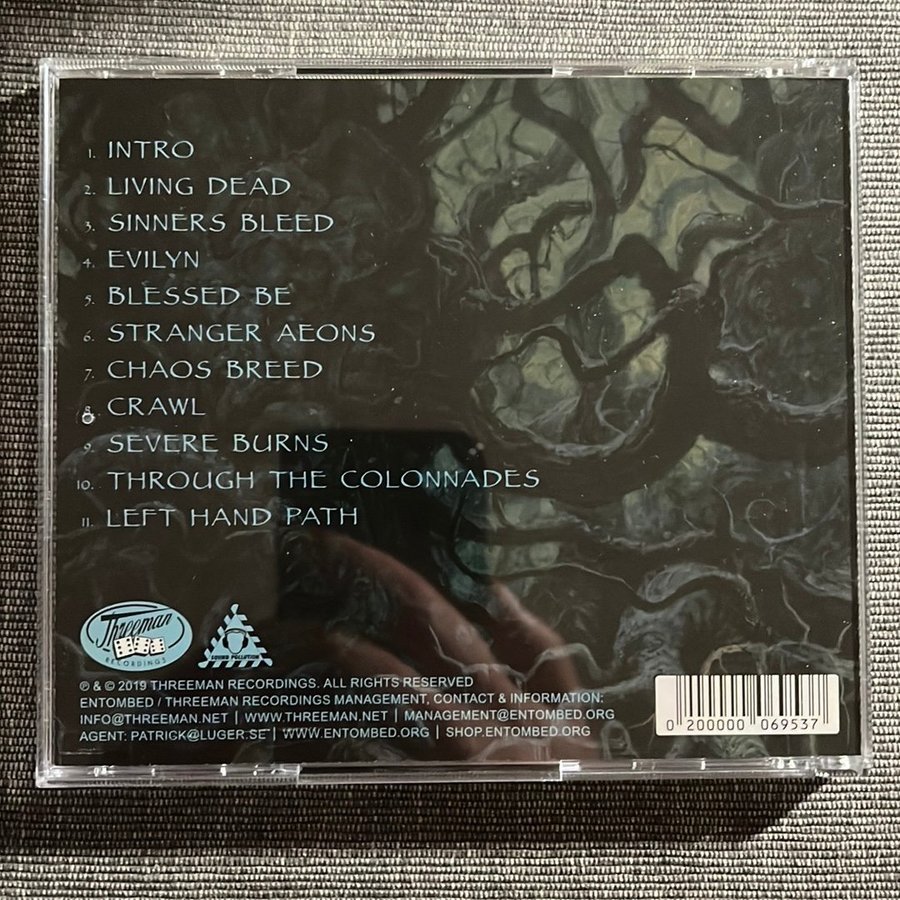 1. INTRO
2. LIVING DEAD
3. SINNERS BLEED
4. EVILYN
5. BLESSED BE
6. STRANGER AEONS
7. CHAOS BREED
8. CRAWL
9. SEVERE BURNS
10. THROUGH THE COLONNADES
11. LEFT HAND PATH
Threeman
RECORDINGS
SOUND POLLUTION
℗ & © 2019 THREEMAN RECORDINGS. ALL RIGHTS RESERVED
ENTOMBED / THREEMAN RECORDINGS MANAGEMENT, CONTACT & INFORMATION:
INFO@THREEMAN.NET | WWW.THREEMAN.NET | MANAGEMENT@ENTOMBED.ORG
AGENT: PATRICK@LUGER.SE | WWW.ENTOMBED.ORG | SHOP.ENTOMBED.ORG
0 200000 069537